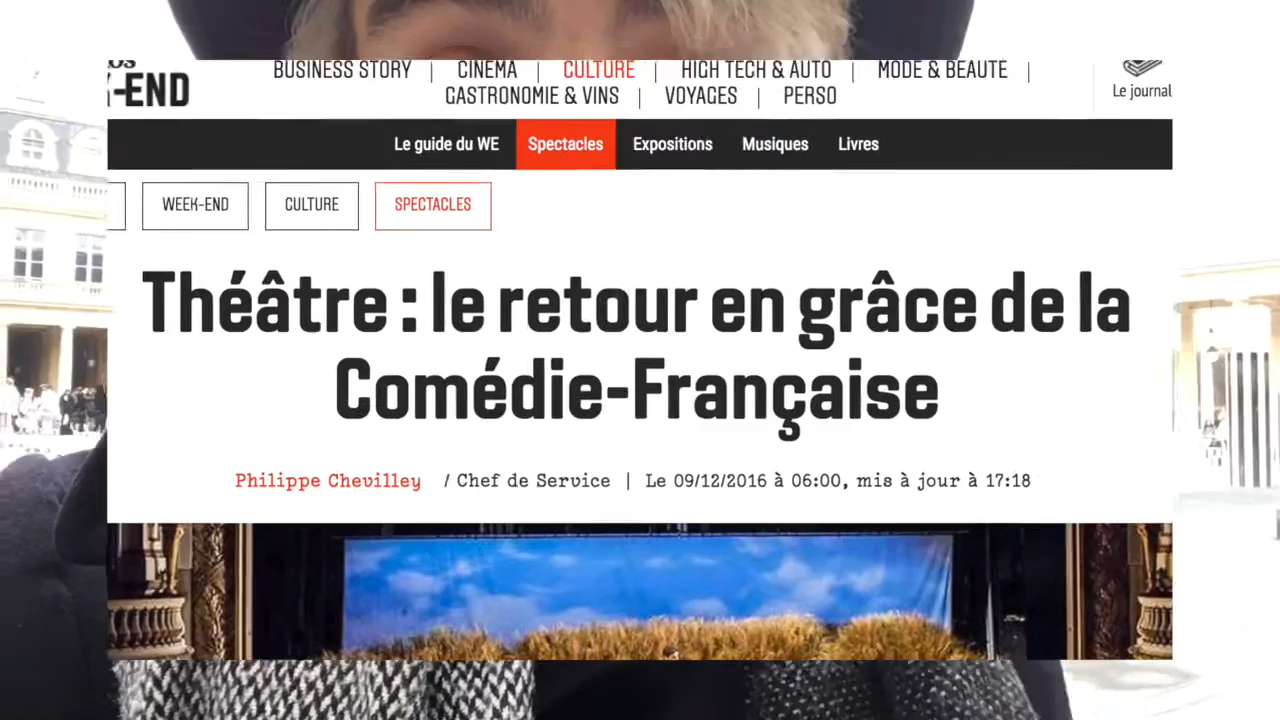 BUSINESS STORY | CINÉMA | CULTURE | HIGH TECH & AUTO | MODE & BEAUTÉ |
-END
GASTRONOMIE & VINS | VOYAGES | PERSO
Le journal
Le guide du WE Spectacles Expositions Musiques Livres
WEEK-END CULTURE SPECTACLES
Théâtre : le retour en grâce de la
Comédie-Française
Philippe Chevilley / Chef de Service | Le 09/12/2016 à 06:00, mis à jour à 17:18